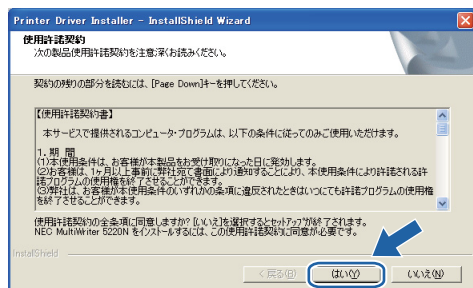 Printer Driver Installer - InstallShield Wizard
使用許諾契約
次の製品使用許諾契約を注意深くお読みください。
契約の残りの部分を読むには、[Page Down]キーを押してください。
【使用許諾契約書】
本サービスで提供されるコンピュータ・プログラムは、以下の条件に従ってのみご使用いただけます。
1. 期 間
(1)本使用条件は、お客様が本製品をお受け取りになった日に発効します。
(2)お客様は、1ヶ月以上事前に弊社宛て書面により通知することにより、本使用条件により許諾される許
諾プログラムの使用権を終了させることができます。
(3)弊社は、お客様が本使用条件のいずれかの条項に違反されたときはいつにても許諾プログラムの使用権
を終了させることができます。
使用許諾契約の全条項に同意しますか? [いいえ]を選択するとセットアップが終了されます。
NEC MultiWriter 5220N をインストールするには、この使用許諾契約に同意が必要です。
InstallShield
< 戻る(B)
はい(Y)
いいえ(N)